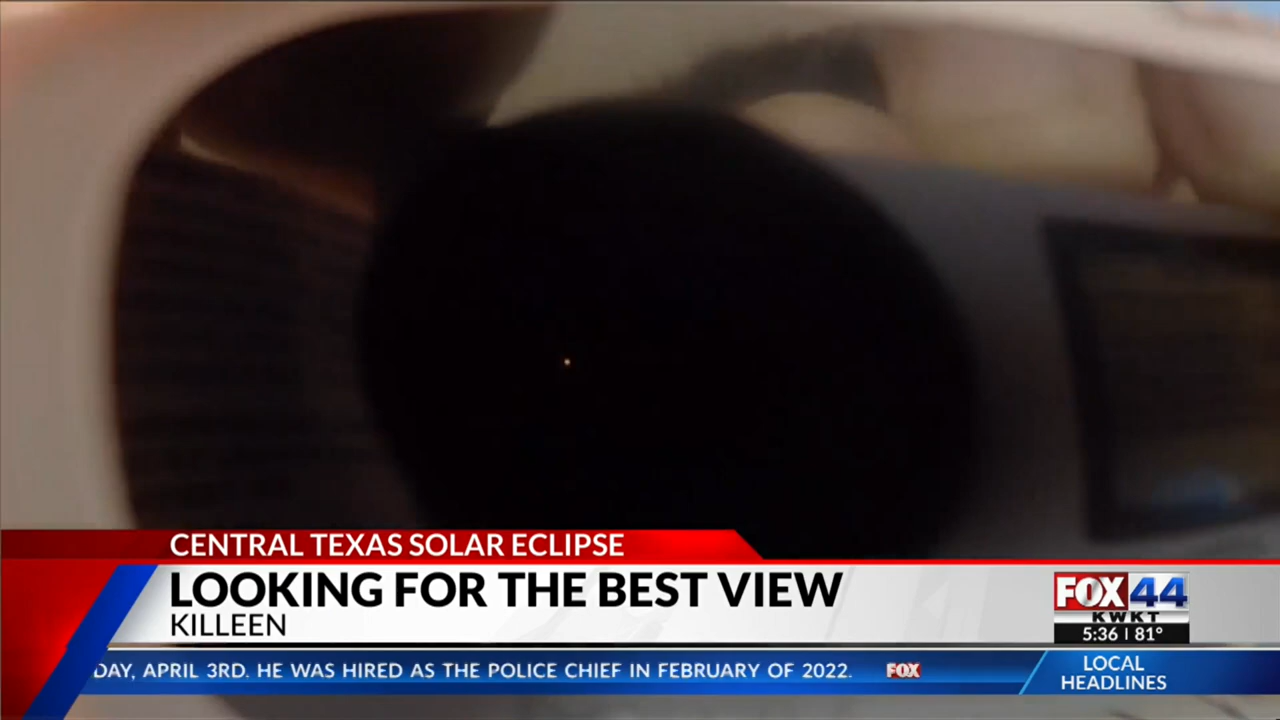 CENTRAL TEXAS SOLAR ECLIPSE
LOOKING FOR THE BEST VIEW
KILLEEN
FOX 44
KWKT
5:36 | 81°
DAY, APRIL 3RD. HE WAS HIRED AS THE POLICE CHIEF IN FEBRUARY OF 2022. FOX
LOCAL
HEADLINES